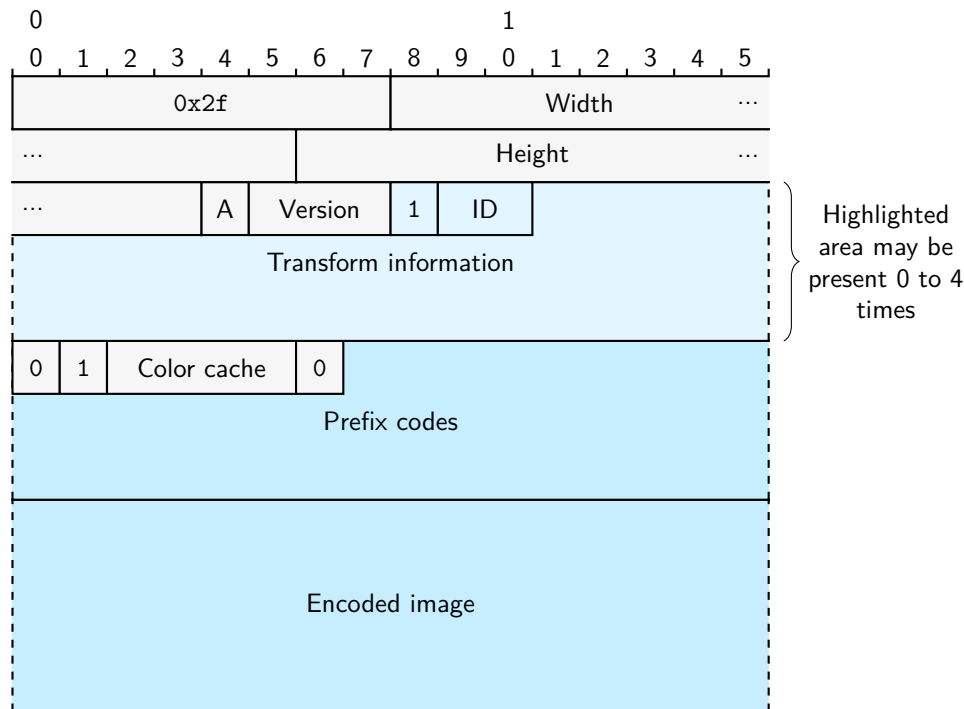 0 1
0 1 2 3 4 5 6 7 8 9 0 1 2 3 4 5
0x2f Width ...
... Height ...
... A Version 1 ID
Transform information
Highlighted
area may be
present 0 to 4
times
0 1 Color cache 0
Prefix codes
Encoded image